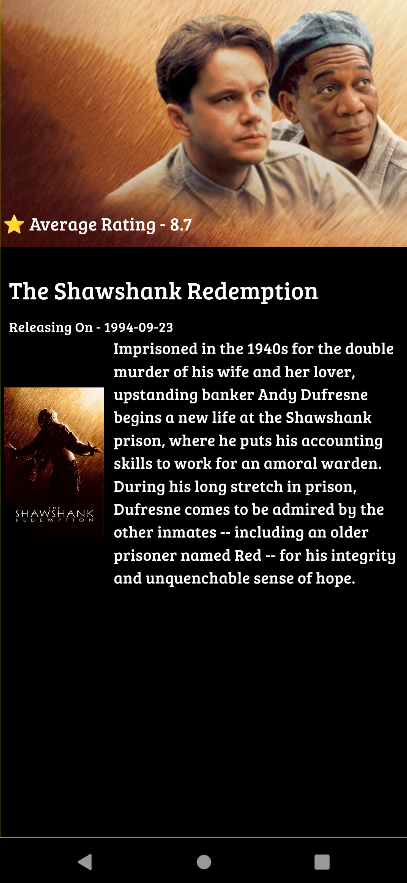 ⭐ Average Rating - 8.7
The Shawshank Redemption
Releasing On - 1994-09-23
Imprisoned in the 1940s for the double
murder of his wife and her lover,
upstanding banker Andy Dufresne
begins a new life at the Shawshank
prison, where he puts his accounting
skills to work for an amoral warden.
During his long stretch in prison,
Dufresne comes to be admired by the
other inmates -- including an older
prisoner named Red -- for his integrity
and unquenchable sense of hope.
THE
SHAWSHANK
REDEMPTION